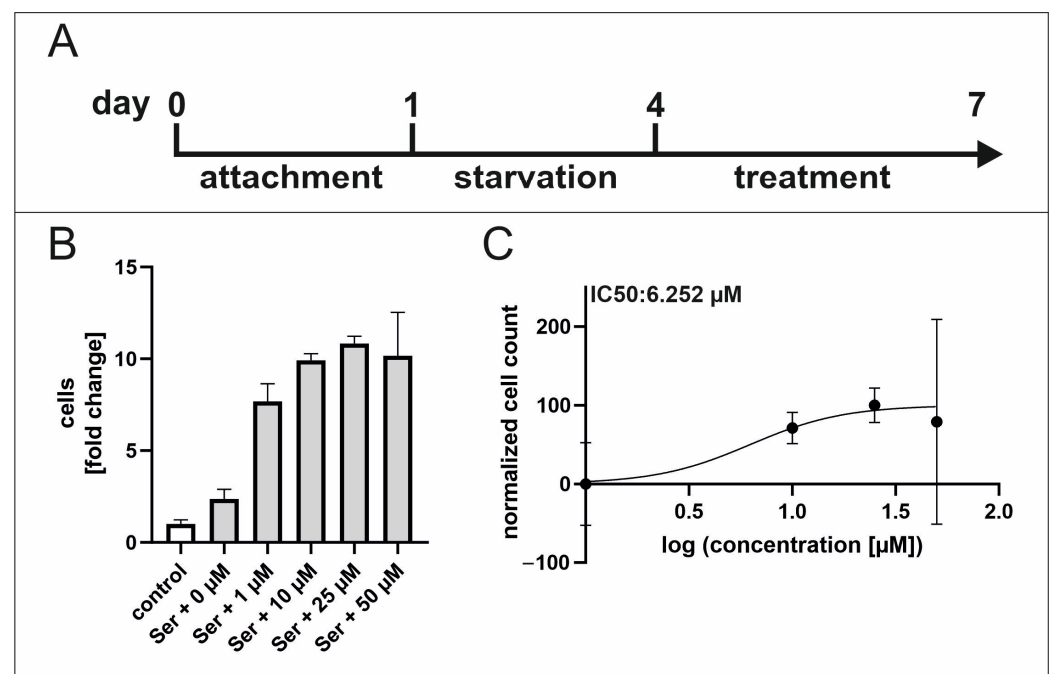 A
day 0 1 4 7
attachment starvation treatment
B
15
10
5
0
cells
[fold change]
control
Ser + 0 µM
Ser + 1 µM
Ser + 10 µM
Ser + 25 µM
Ser + 50 µM
C
IC50:6.252 µM
200
100
0
−100
normalized cell count
0.5 1.0 1.5 2.0
log (concentration [µM])